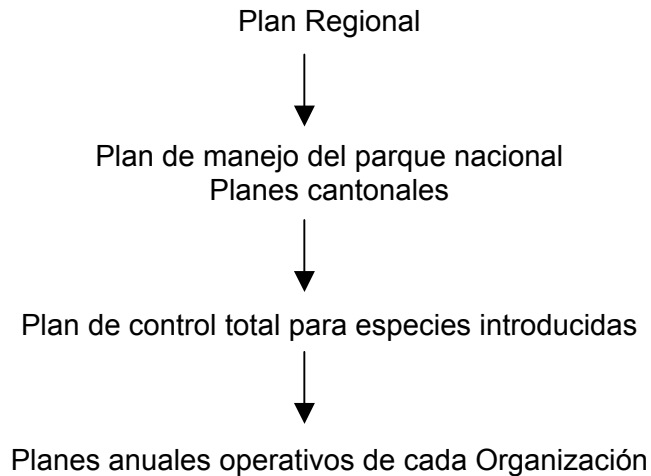 Plan Regional
Plan de manejo del parque nacional
Planes cantonales
Plan de control total para especies introducidas
Planes anuales operativos de cada Organización